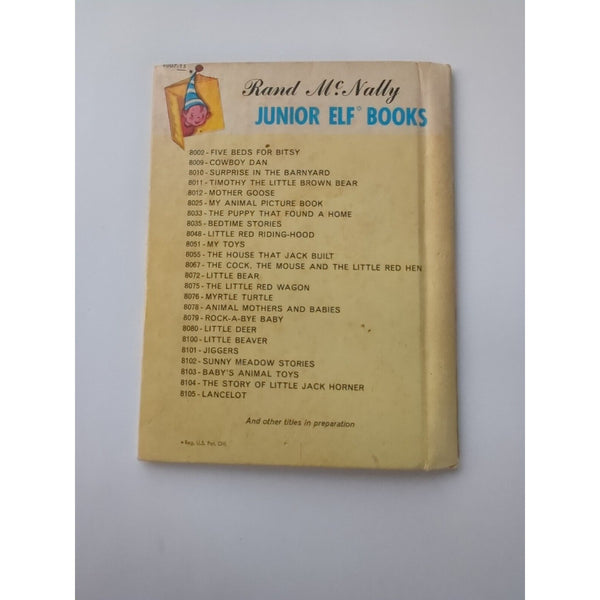 Rand McNally
JUNIOR ELF® BOOKS
8002 - FIVE BEDS FOR BITSY
8009 - COWBOY DAN
8010 - SURPRISE IN THE BARNYARD
8011 - TIMOTHY THE LITTLE BROWN BEAR
8012 - MOTHER GOOSE
8025 - MY ANIMAL PICTURE BOOK
8033 - THE PUPPY THAT FOUND A HOME
8035 - BEDTIME STORIES
8048 - LITTLE RED RIDING-HOOD
8051 - MY TOYS
8055 - THE HOUSE THAT JACK BUILT
8067 - THE COCK, THE MOUSE AND THE LITTLE RED HEN
8072 - LITTLE BEAR
8075 - THE LITTLE RED WAGON
8076 - MYRTLE TURTLE
8078 - ANIMAL MOTHERS AND BABIES
8079 - ROCK-A-BYE BABY
8080 - LITTLE DEER
8100 - LITTLE BEAVER
8101 - JIGGERS
8102 - SUNNY MEADOW STORIES
8103 - BABY'S ANIMAL TOYS
8104 - THE STORY OF LITTLE JACK HORNER
8105 - LANCELOT
And other titles in preparation
Reg. U.S. Pat. Off.